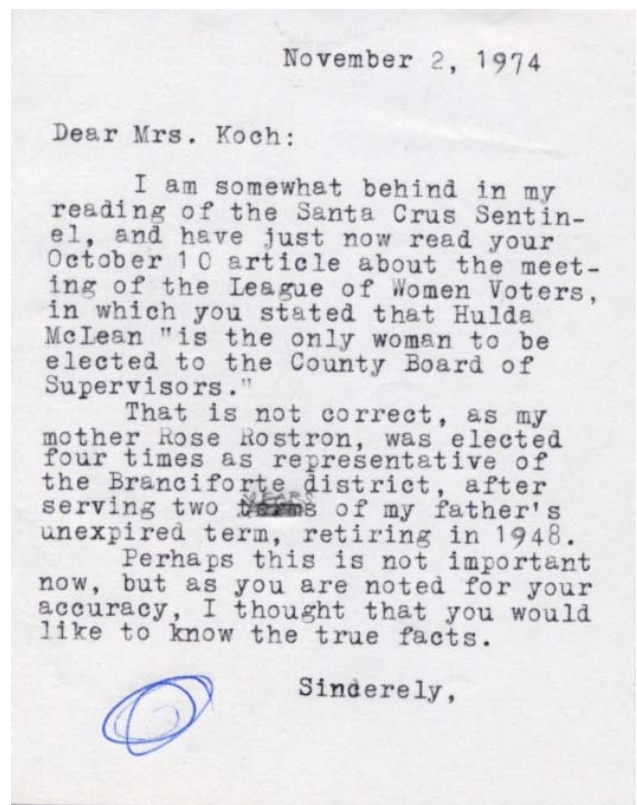 November 2, 1974
Dear Mrs. Koch:
I am somewhat behind in my
reading of the Santa Crus Sentin-
el, and have just now read your
October 10 article about the meet-
ing of the League of Women Voters,
in which you stated that Hulda
McLean "is the only woman to be
elected to the County Board of
Supervisors."
That is not correct, as my
mother Rose Rostron, was elected
four times as representative of
the Branciforte district, after
YEARS
serving two terms of my father's
unexpired term, retiring in 1948.
Perhaps this is not important
now, but as you are noted for your
accuracy, I thought that you would
like to know the true facts.
Sinderely,